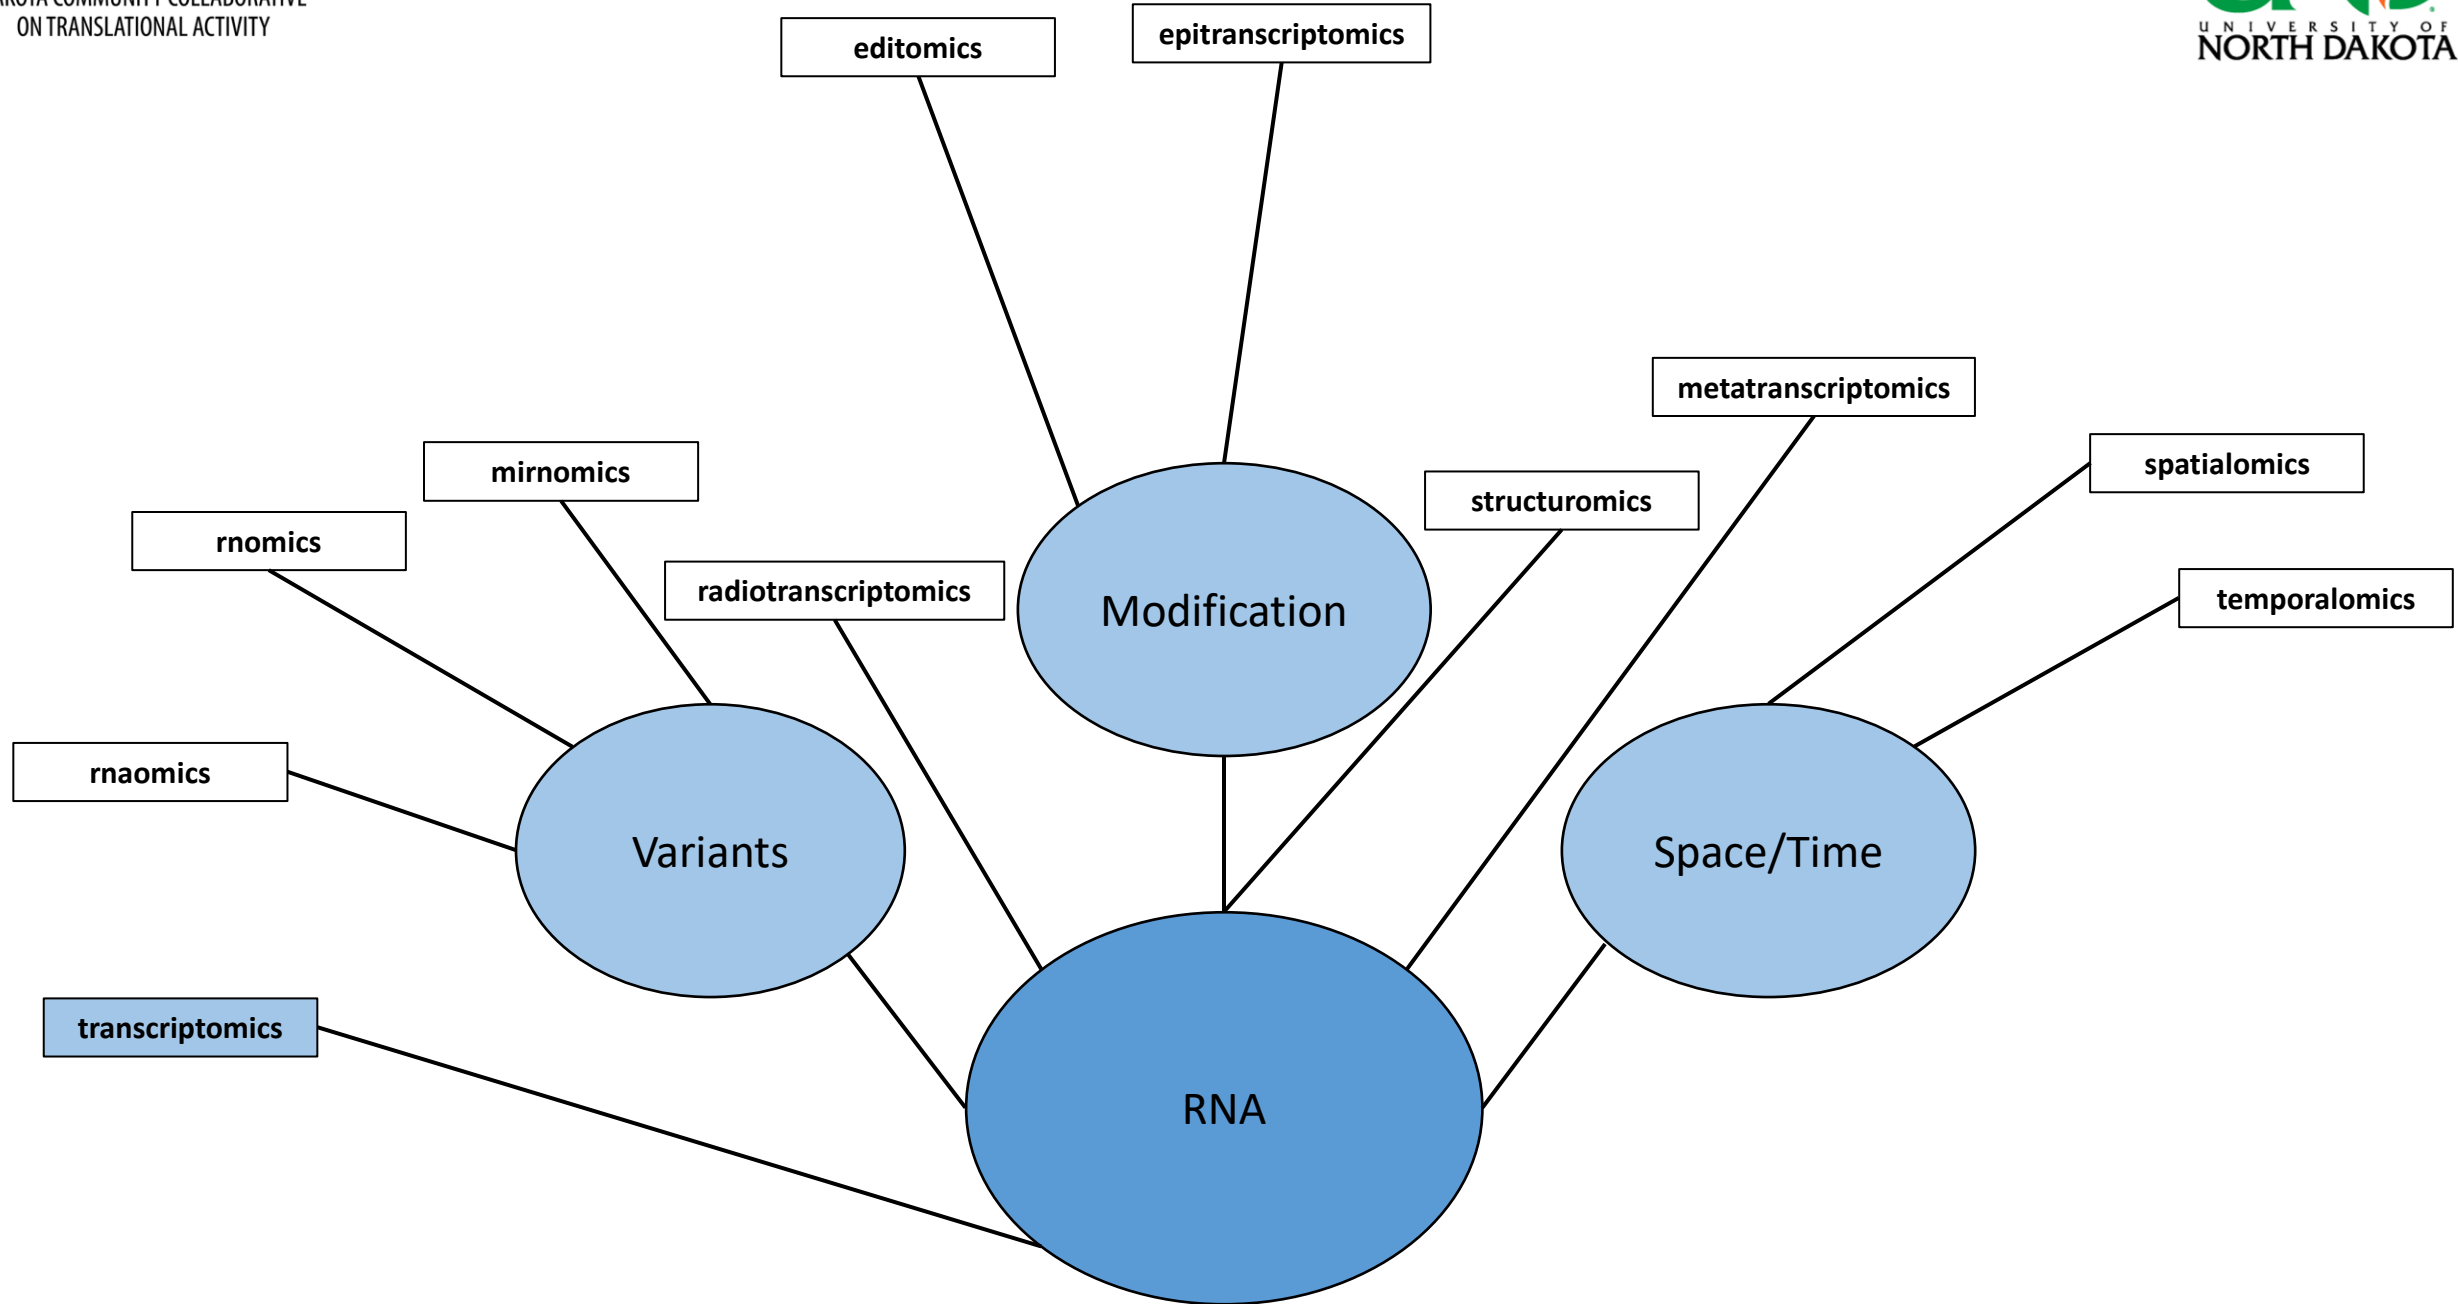 ON TRANSLATIONAL ACTIVITY
UNIVERSITY OF
NORTH DAKOTA
editomics
epitranscriptomics
metatranscriptomics
mirnomics
spatialomics
structuromics
rnomics
radiotranscriptomics
Modification
temporalomics
rnaomics
Variants
Space/Time
transcriptomics
RNA